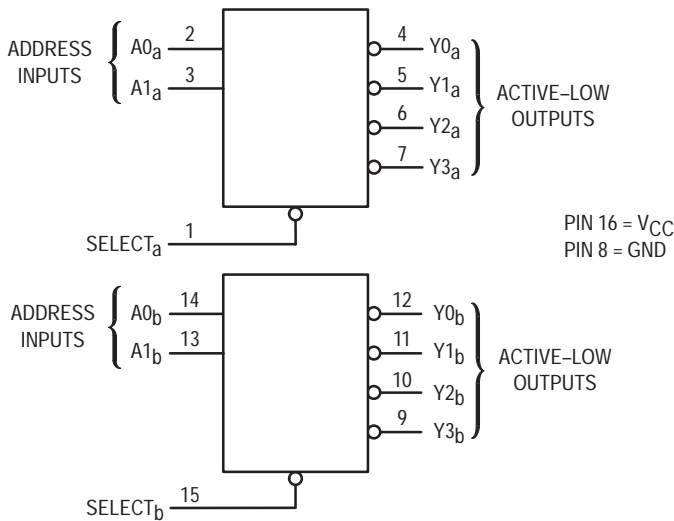 ADDRESS
INPUTS
A0a 2
A1a 3
4 Y0a
5 Y1a
6 Y2a
7 Y3a
ACTIVE–LOW
OUTPUTS
SELECTa 1
PIN 16 = VCC
PIN 8 = GND
ADDRESS
INPUTS
A0b 14
A1b 13
12 Y0b
11 Y1b
10 Y2b
9 Y3b
ACTIVE–LOW
OUTPUTS
SELECTb 15